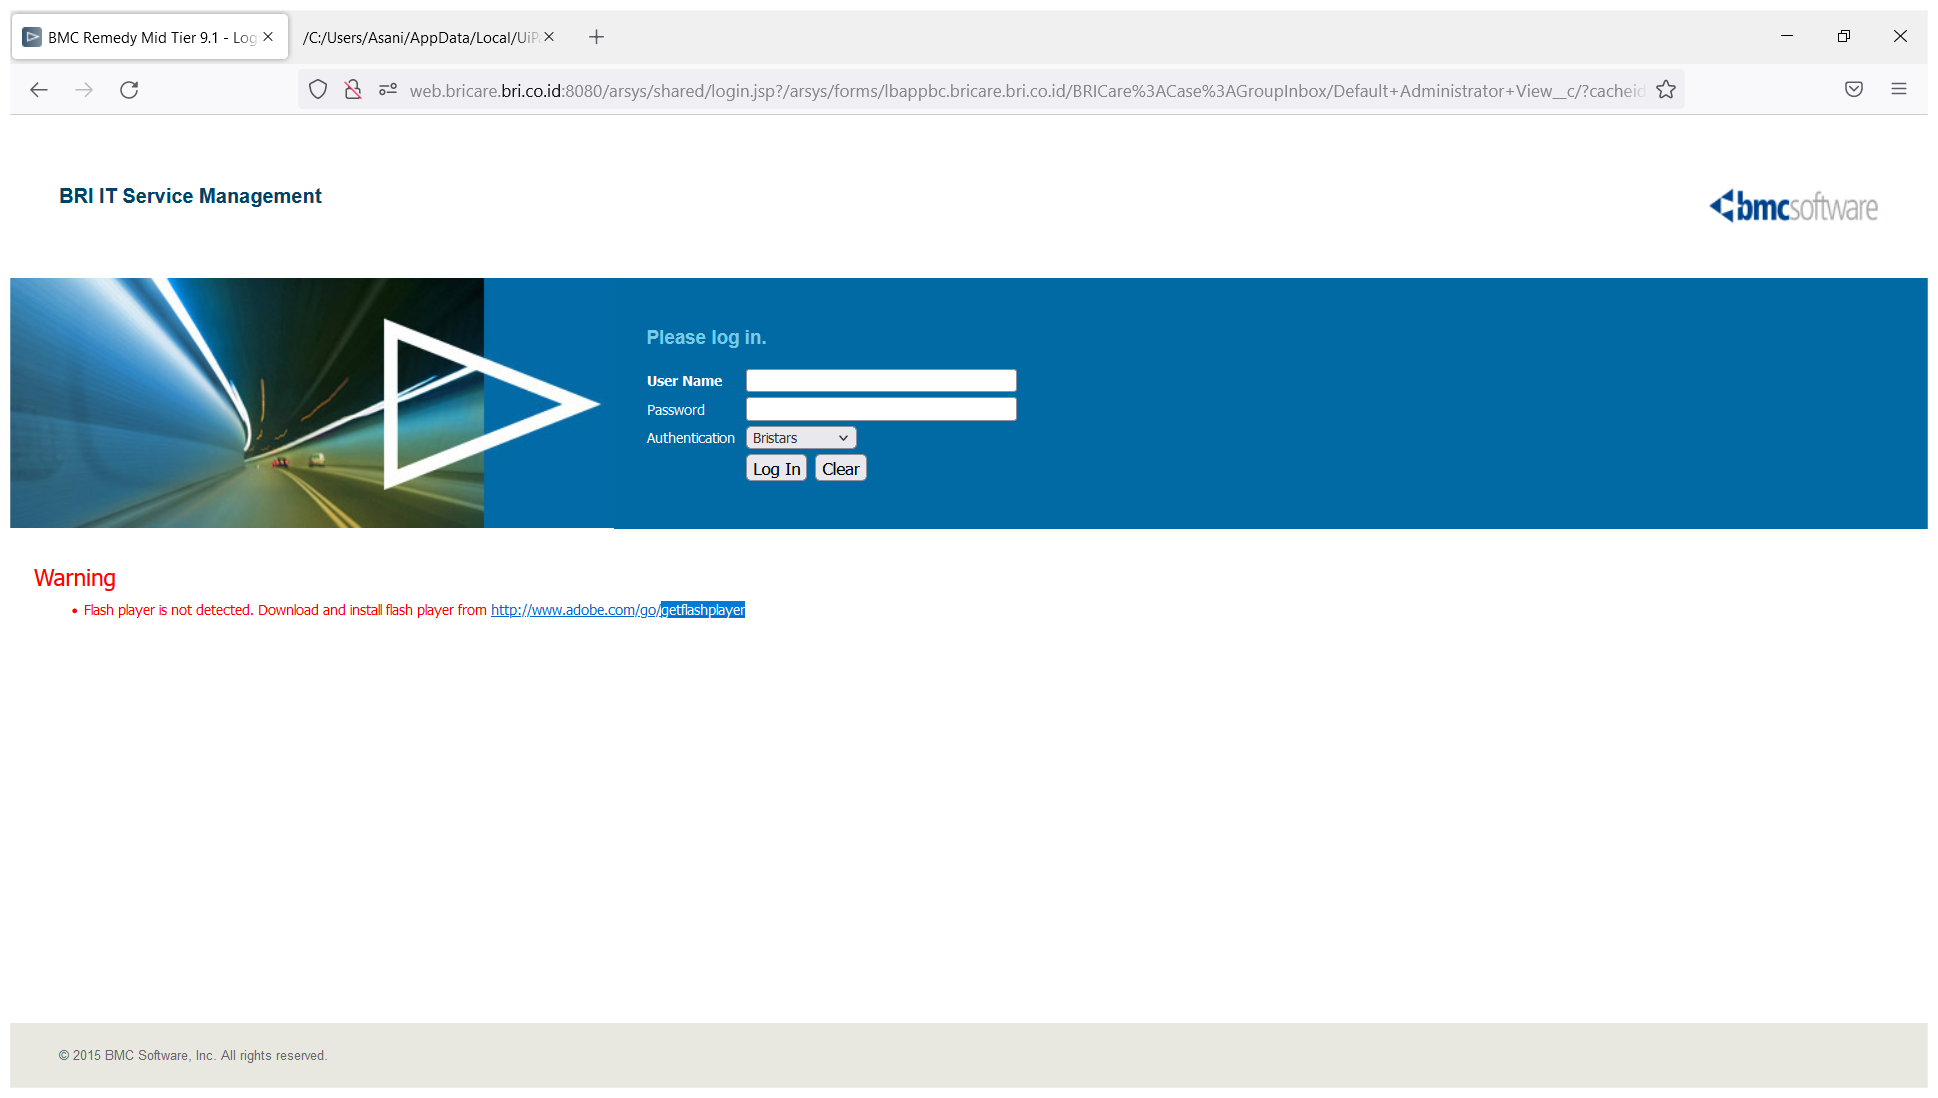 BMC Remedy Mid Tier 9.1 - Log
/C:/Users/Asani/AppData/Local/UiPa
web.bricare.bri.co.id:8080/arsys/shared/login.jsp?/arsys/forms/lbappbc.bricare.bri.co.id/BRICare%3ACase%3AGroupInbox/Default+Administrator+View__c/?cacheid
BRI IT Service Management
bmcsoftware
Please log in.
User Name
Password
Authentication Bristars
Log In Clear
Warning
• Flash player is not detected. Download and install flash player from http://www.adobe.com/go/getflashplayer
© 2015 BMC Software, Inc. All rights reserved.